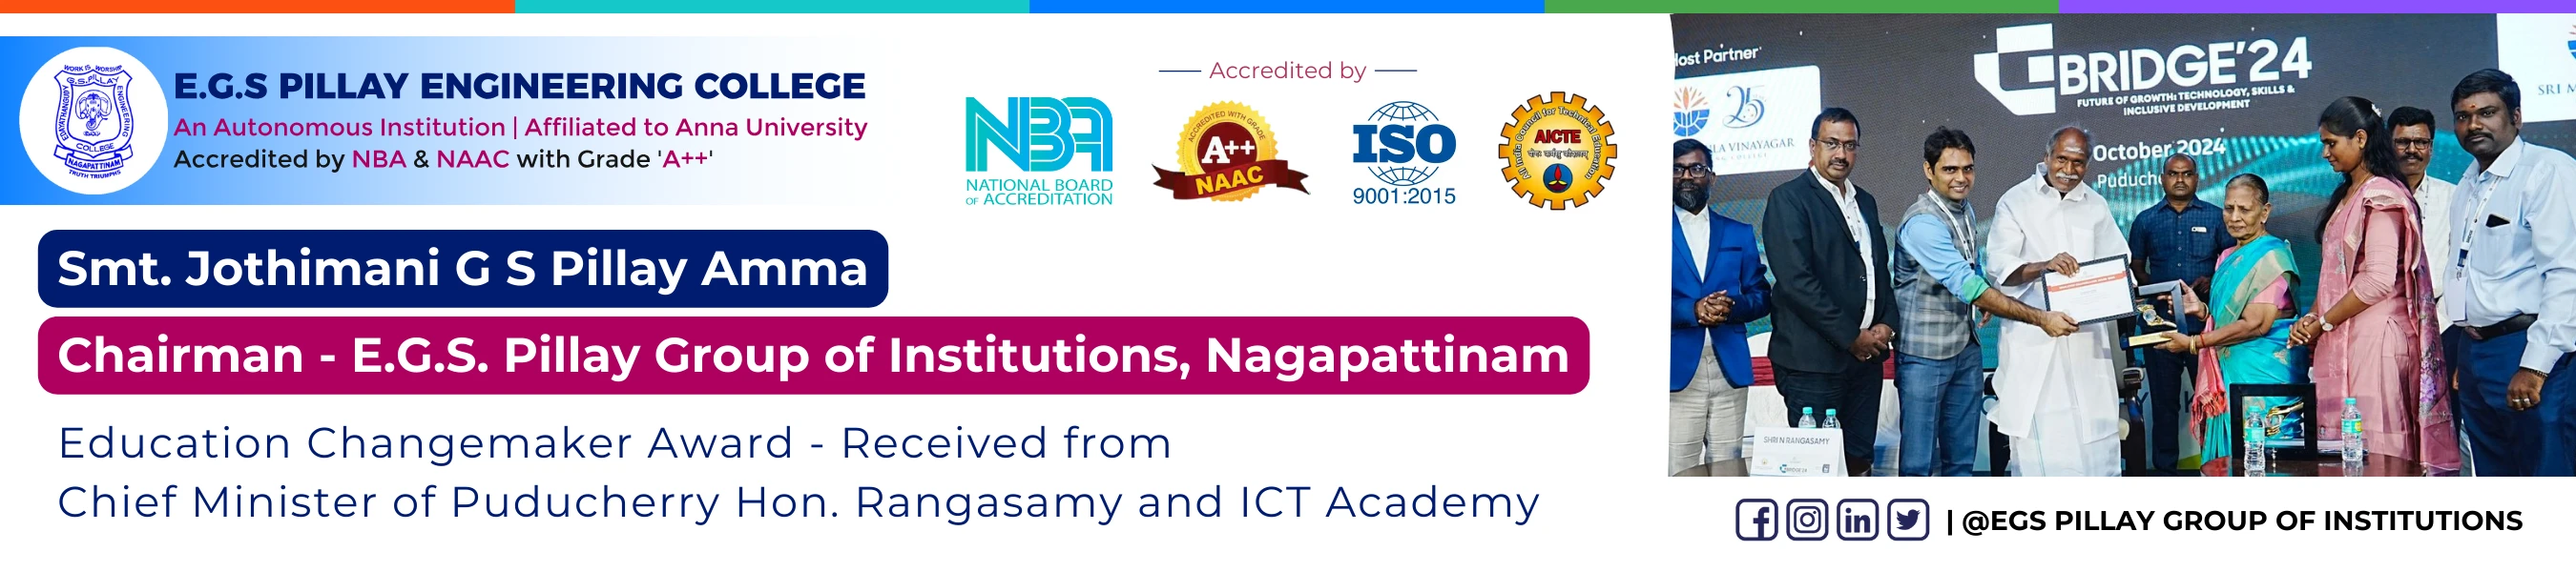 WORK IS WORSHIP
E.G.S.PILLAY
ENGINEERING
COLLEGE
NAGAPATTINAM
TRUTH TRIUMPHS
E.G.S PILLAY ENGINEERING COLLEGE
An Autonomous Institution | Affiliated to Anna University
Accredited by NBA & NAAC with Grade 'A++'
Accredited by
NBA
NATIONAL BOARD
OF ACCREDITATION
ACCREDITED WITH GRADE
A++
NAAC
ISO
9001:2015
All India Council for Technical Education
AICTE
Smt. Jothimani G S Pillay Amma
Chairman - E.G.S. Pillay Group of Institutions, Nagapattinam
Education Changemaker Award - Received from
Chief Minister of Puducherry Hon. Rangasamy and ICT Academy
Host Partner
25
LA VINAYAGAR
BRIDGE'24
FUTURE OF GROWTH: TECHNOLOGY, SKILLS &
INCLUSIVE DEVELOPMENT
October 2024
Puduche
SRI M
SHRI N RANGASAMY
BRIDGE'24
| @EGS PILLAY GROUP OF INSTITUTIONS